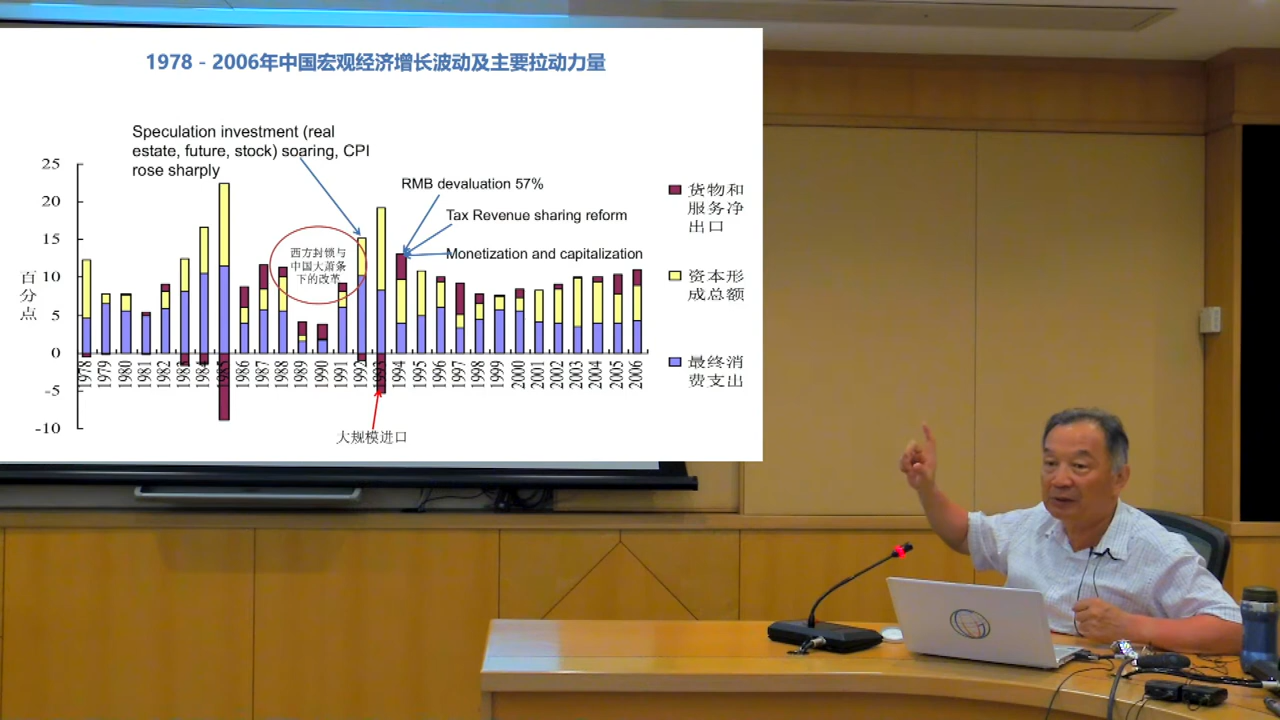 1978 - 2006年中国宏观经济增长波动及主要拉动力量
Speculation investment (real
estate, future, stock) soaring, CPI
rose sharply
RMB devaluation 57%
Tax Revenue sharing reform
Monetization and capitalization
西方封锁与
中国大萧条
下的改革
百
分
点
25
20
15
10
5
0
-5
-10
1978
1979
1980
1981
1982
1983
1984
1985
1986
1987
1988
1989
1990
1991
1992
1993
1994
1995
1996
1997
1998
1999
2000
2001
2002
2003
2004
2005
2006
大规模进口
货物和
服务净
出口
资本形
成总额
最终消
费支出